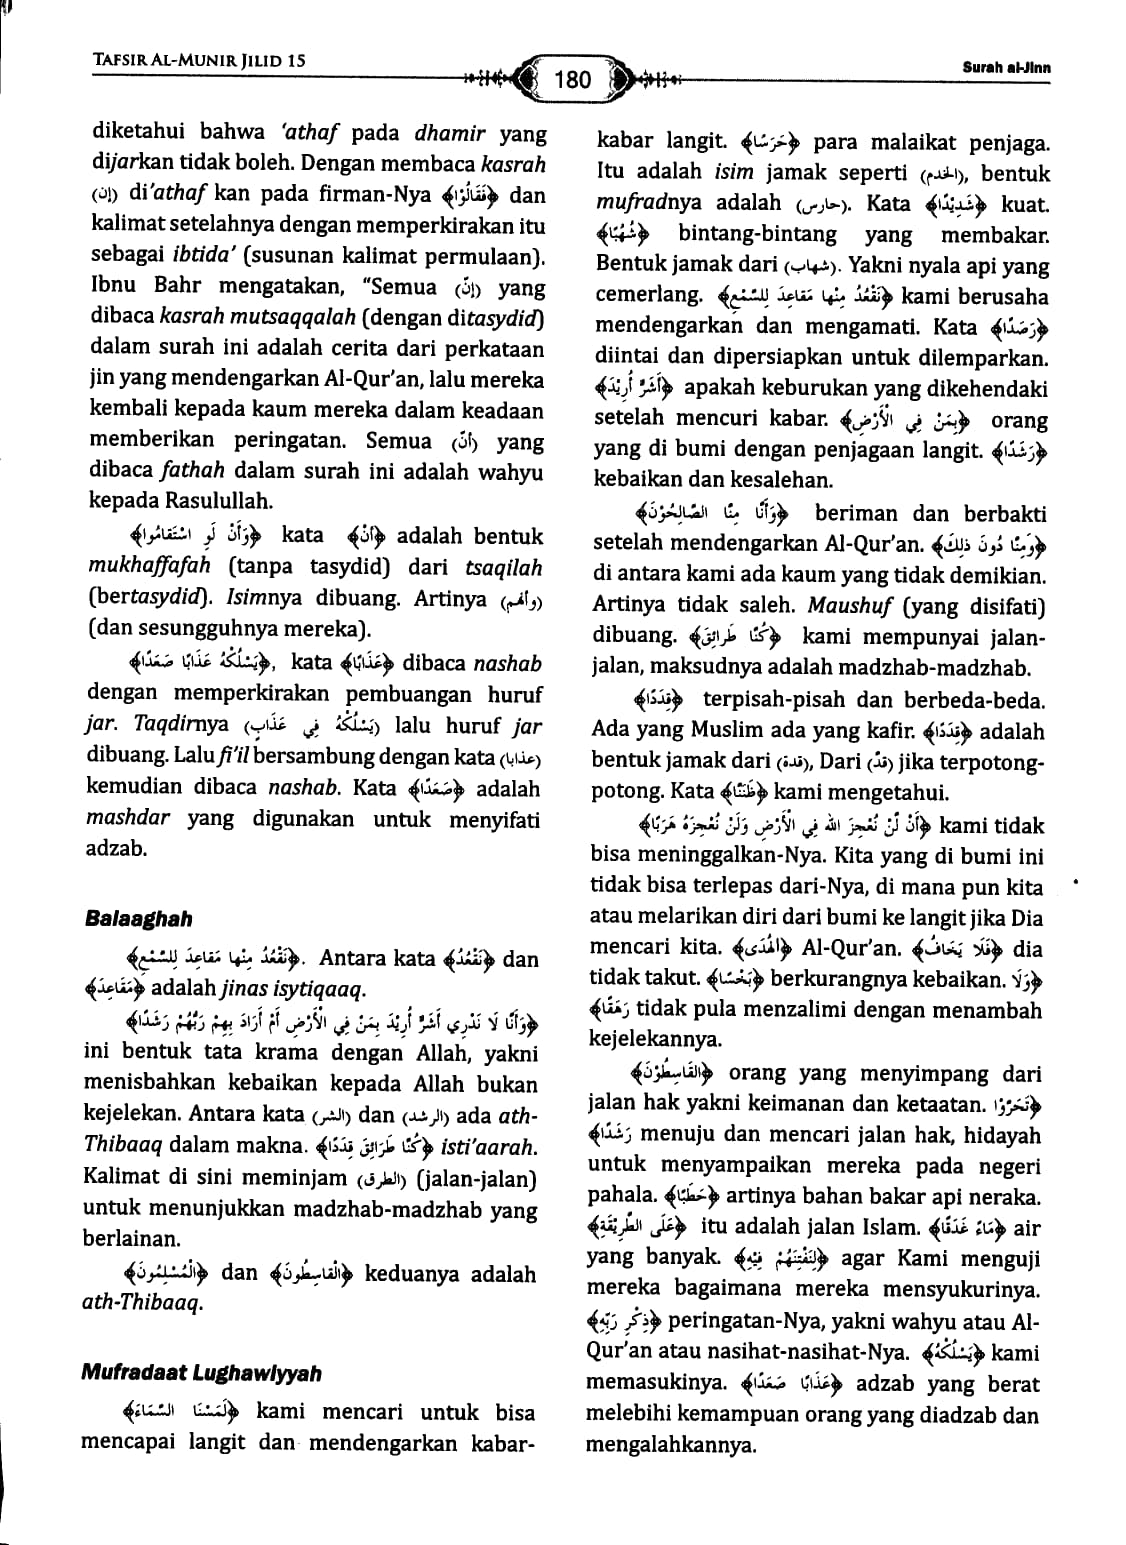 TAFSIR AL-MUNIR JILID 15
180
Surah al-Jinn
diketahui bahwa ‘athaf pada dhamir yang
dijarkan tidak boleh. Dengan membaca kasrah
(إن) di’athaf kan pada firman-Nya ﴿فَقَالُوْا﴾ dan
kalimat setelahnya dengan memperkirakan itu
sebagai ibtida’ (susunan kalimat permulaan).
Ibnu Bahr mengatakan, “Semua (إنّ) yang
dibaca kasrah mutsaqqalah (dengan ditasydid)
dalam surah ini adalah cerita dari perkataan
jin yang mendengarkan Al-Qur’an, lalu mereka
kembali kepada kaum mereka dalam keadaan
memberikan peringatan. Semua (أنّ) yang
dibaca fathah dalam surah ini adalah wahyu
kepada Rasulullah.
﴿وَأَنْ لَوِ اسْتَقَامُوا﴾ kata ﴿أَنْ﴾ adalah bentuk
mukhaffafah (tanpa tasydid) dari tsaqilah
(bertasydid). Isimnya dibuang. Artinya (وأنهم)
(dan sesungguhnya mereka).
﴿يَسْلُكْهُ عَذَابًا صَعَدًا﴾, kata ﴿عَذَابًا﴾ dibaca nashab
dengan memperkirakan pembuangan huruf
jar. Taqdirnya (يَسْلُكْهُ فِي عَذَابٍ) lalu huruf jar
dibuang. Lalu fi’il bersambung dengan kata (عذابا)
kemudian dibaca nashab. Kata ﴿صَعَدًا﴾ adalah
mashdar yang digunakan untuk menyifati
adzab.
Balaaghah
﴿نَقْعُدُ مِنْهَا مَقَاعِدَ لِلسَّمْعِ﴾. Antara kata ﴿نَقْعُدُ﴾ dan
﴿مَقَاعِدَ﴾ adalah jinas isytiqaaq.
﴿وَأَنَّا لَا نَدْرِي أَشَرٌّ أُرِيْدَ بِمَنْ فِي الْأَرْضِ أَمْ أَرَادَ بِهِمْ رَبُّهُمْ رَشَدًا﴾
ini bentuk tata krama dengan Allah, yakni
menisbahkan kebaikan kepada Allah bukan
kejelekan. Antara kata (الشر) dan (الرشد) ada ath-
Thibaaq dalam makna. ﴿كُنَّا طَرَائِقَ قِدَدًا﴾ isti’aarah.
Kalimat di sini meminjam (الطرق) (jalan-jalan)
untuk menunjukkan madzhab-madzhab yang
berlainan.
﴿الْمُسْلِمُونَ﴾ dan ﴿الْقَاسِطُونَ﴾ keduanya adalah
ath-Thibaaq.
Mufradaat Lughawiyyah
﴿لَمَسْنَا السَّمَاءَ﴾ kami mencari untuk bisa
mencapai langit dan mendengarkan kabar-
kabar langit. ﴿حَرَسًا﴾ para malaikat penjaga.
Itu adalah isim jamak seperti (الخدم), bentuk
mufradnya adalah (حارس). Kata ﴿شَدِيْدًا﴾ kuat.
﴿شُهُبًا﴾ bintang-bintang yang membakar.
Bentuk jamak dari (شهاب). Yakni nyala api yang
cemerlang. ﴿نَقْعُدُ مِنْهَا مَقَاعِدَ لِلسَّمْعِ﴾ kami berusaha
mendengarkan dan mengamati. Kata ﴿رَصَدًا﴾
diintai dan dipersiapkan untuk dilemparkan.
﴿أَشَرٌّ أُرِيْدَ﴾ apakah keburukan yang dikehendaki
setelah mencuri kabar. ﴿بِمَنْ فِي الْأَرْضِ﴾ orang
yang di bumi dengan penjagaan langit. ﴿رَشَدًا﴾
kebaikan dan kesalehan.
﴿وَأَنَّا مِنَّا الصَّالِحُوْنَ﴾ beriman dan berbakti
setelah mendengarkan Al-Qur’an. ﴿وَمِنَّا دُونَ ذٰلِكَ﴾
di antara kami ada kaum yang tidak demikian.
Artinya tidak saleh. Maushuf (yang disifati)
dibuang. ﴿كُنَّا طَرَائِقَ﴾ kami mempunyai jalan-
jalan, maksudnya adalah madzhab-madzhab.
﴿قِدَدًا﴾ terpisah-pisah dan berbeda-beda.
Ada yang Muslim ada yang kafir. ﴿قِدَدًا﴾ adalah
bentuk jamak dari (قدة), Dari (قدّ) jika terpotong-
potong. Kata ﴿ظَنَنَّا﴾ kami mengetahui.
﴿أَنْ لَّنْ نُعْجِزَ اللهَ فِي الْأَرْضِ وَلَنْ نُعْجِزَهُ هَرَبًا﴾ kami tidak
bisa meninggalkan-Nya. Kita yang di bumi ini
tidak bisa terlepas dari-Nya, di mana pun kita
atau melarikan diri dari bumi ke langit jika Dia
mencari kita. ﴿الْهُدَى﴾ Al-Qur’an. ﴿فَلَا يَخَافُ﴾ dia
tidak takut. ﴿بَخْسًا﴾ berkurangnya kebaikan. ﴿وَلَا
رَهَقًا﴾ tidak pula menzalimi dengan menambah
kejelekannya.
﴿الْقَاسِطُوْنَ﴾ orang yang menyimpang dari
jalan hak yakni keimanan dan ketaatan. ﴿تَحَرَّوْا
رَشَدًا﴾ menuju dan mencari jalan hak, hidayah
untuk menyampaikan mereka pada negeri
pahala. ﴿حَطَبًا﴾ artinya bahan bakar api neraka.
﴿عَلَى الطَّرِيْقَةِ﴾ itu adalah jalan Islam. ﴿مَاءً غَدَقًا﴾ air
yang banyak. ﴿لِنَفْتِنَهُمْ فِيْهِ﴾ agar Kami menguji
mereka bagaimana mereka mensyukurinya.
﴿ذِكْرِ رَبِّهِ﴾ peringatan-Nya, yakni wahyu atau Al-
Qur’an atau nasihat-nasihat-Nya. ﴿يَسْلُكْهُ﴾ kami
memasukinya. ﴿عَذَابًا صَعَدًا﴾ adzab yang berat
melebihi kemampuan orang yang diadzab dan
mengalahkannya.